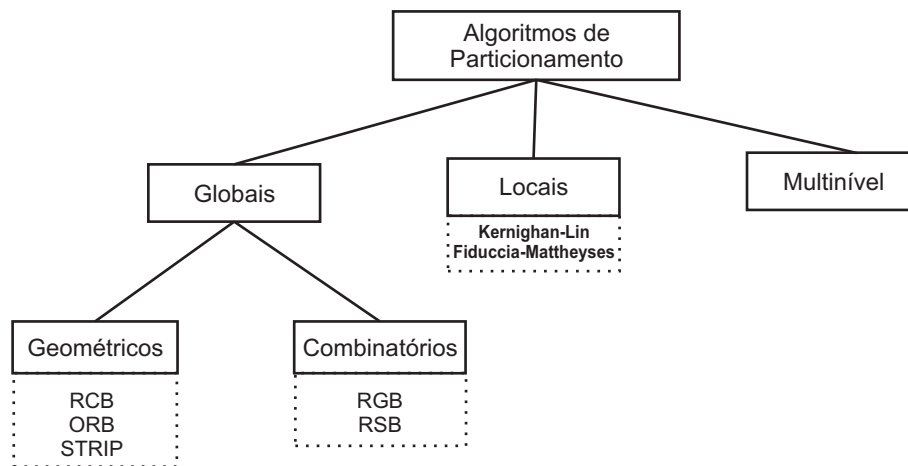 Algoritmos de
Particionamento
Globais
Locais
Multinível
Kernighan-Lin
Fiduccia-Mattheyses
Geométricos
Combinatórios
RCB
ORB
STRIP
RGB
RSB